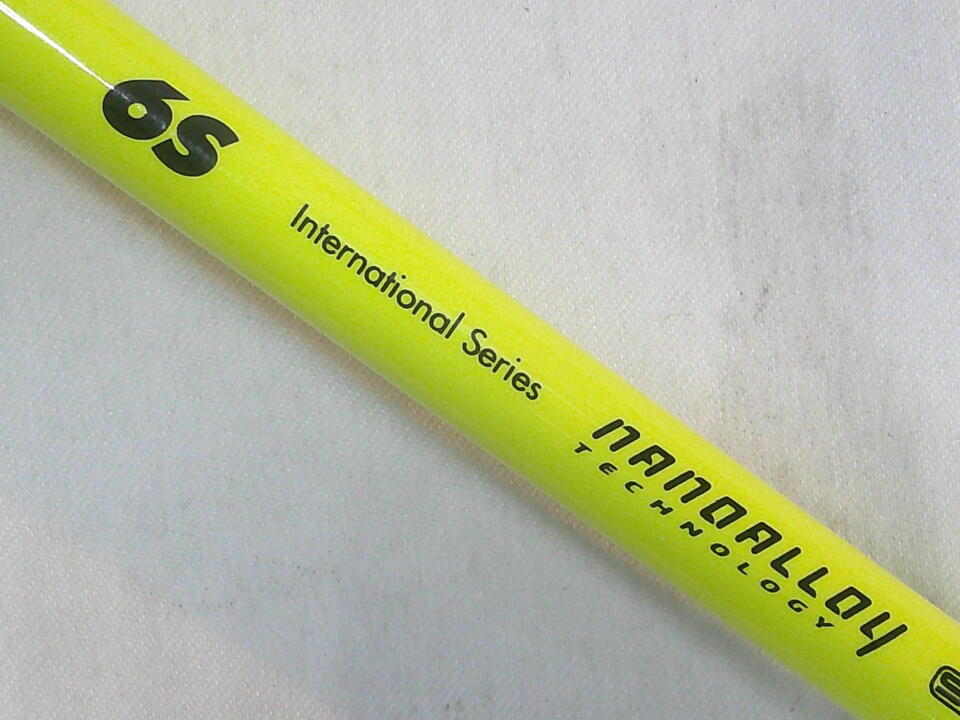 6S
International Series
NANOALLOY
TECHNOLOGY